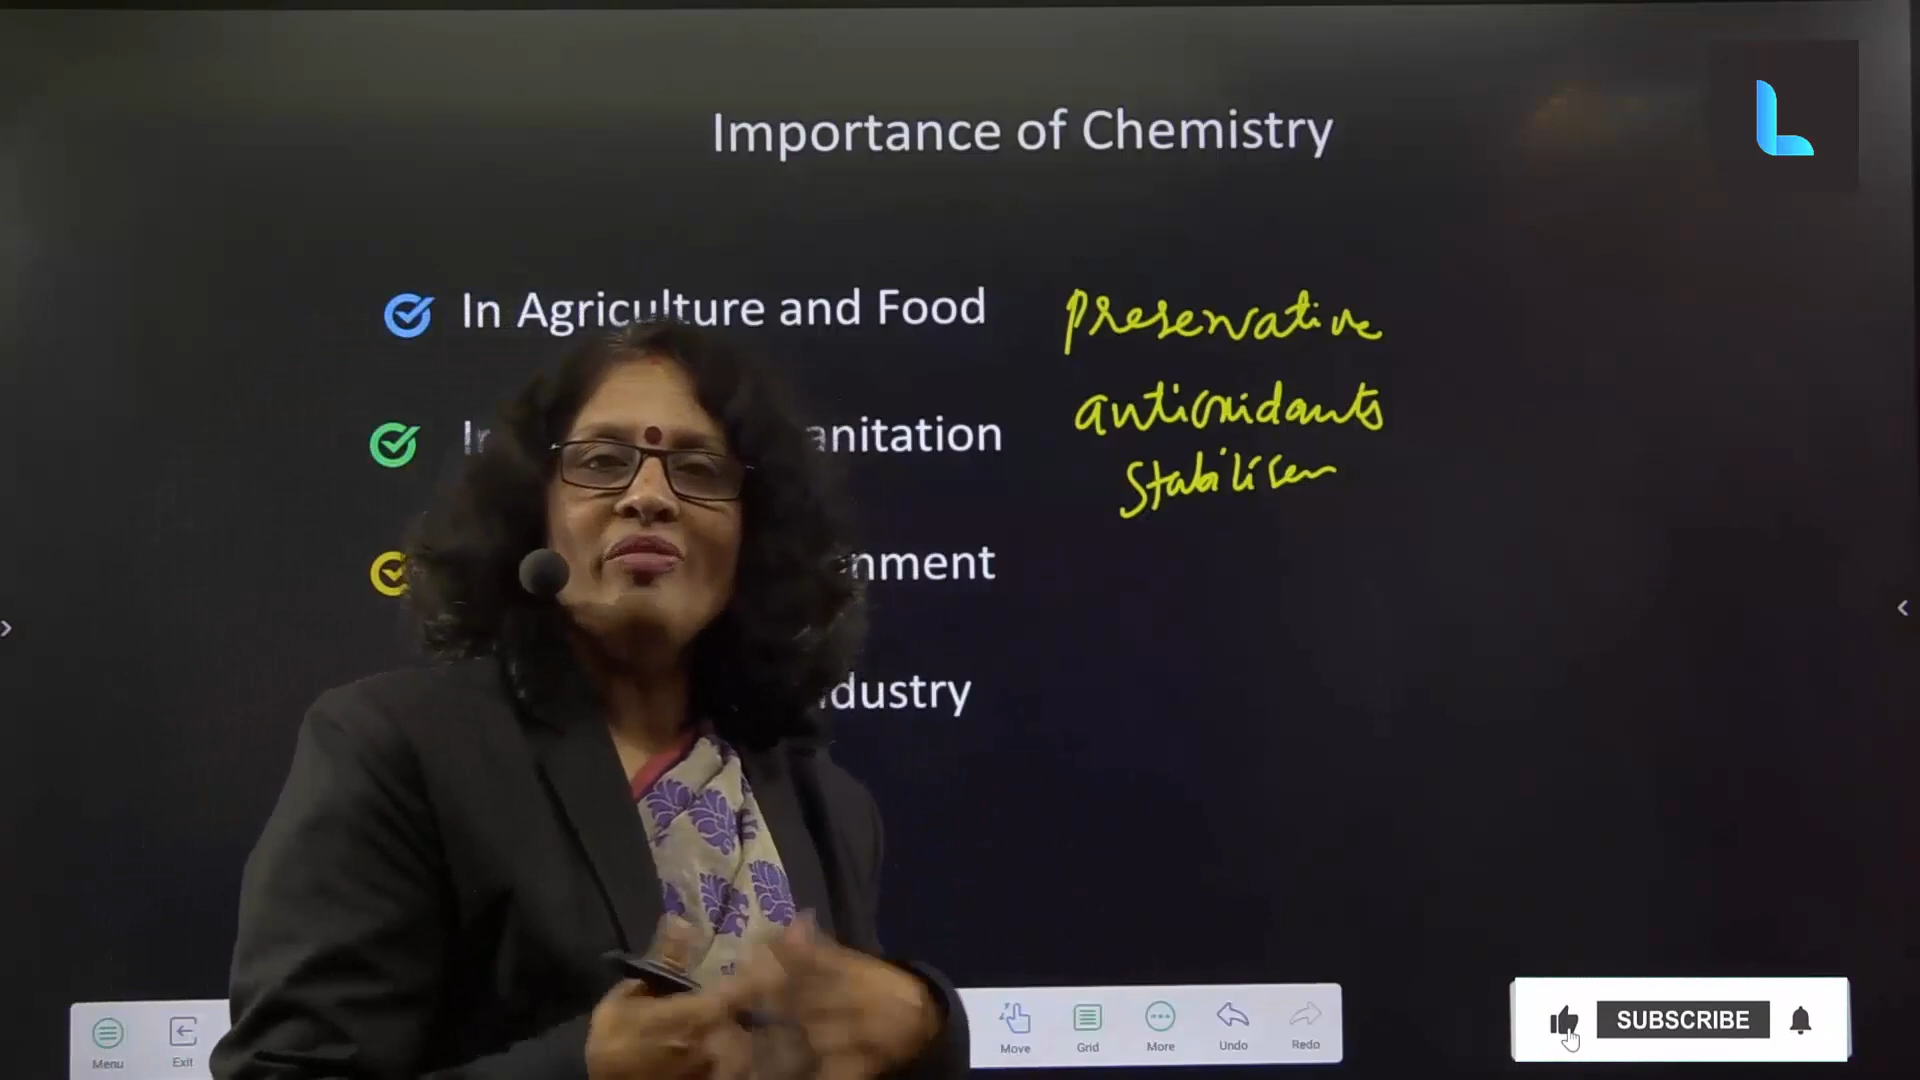 Importance of Chemistry
In Agriculture and Food
Preservative
anitation
antioxidants
Stabiliser
nment
dustry
Menu
Exit
Move
Grid
More
Undo
Redo
SUBSCRIBE